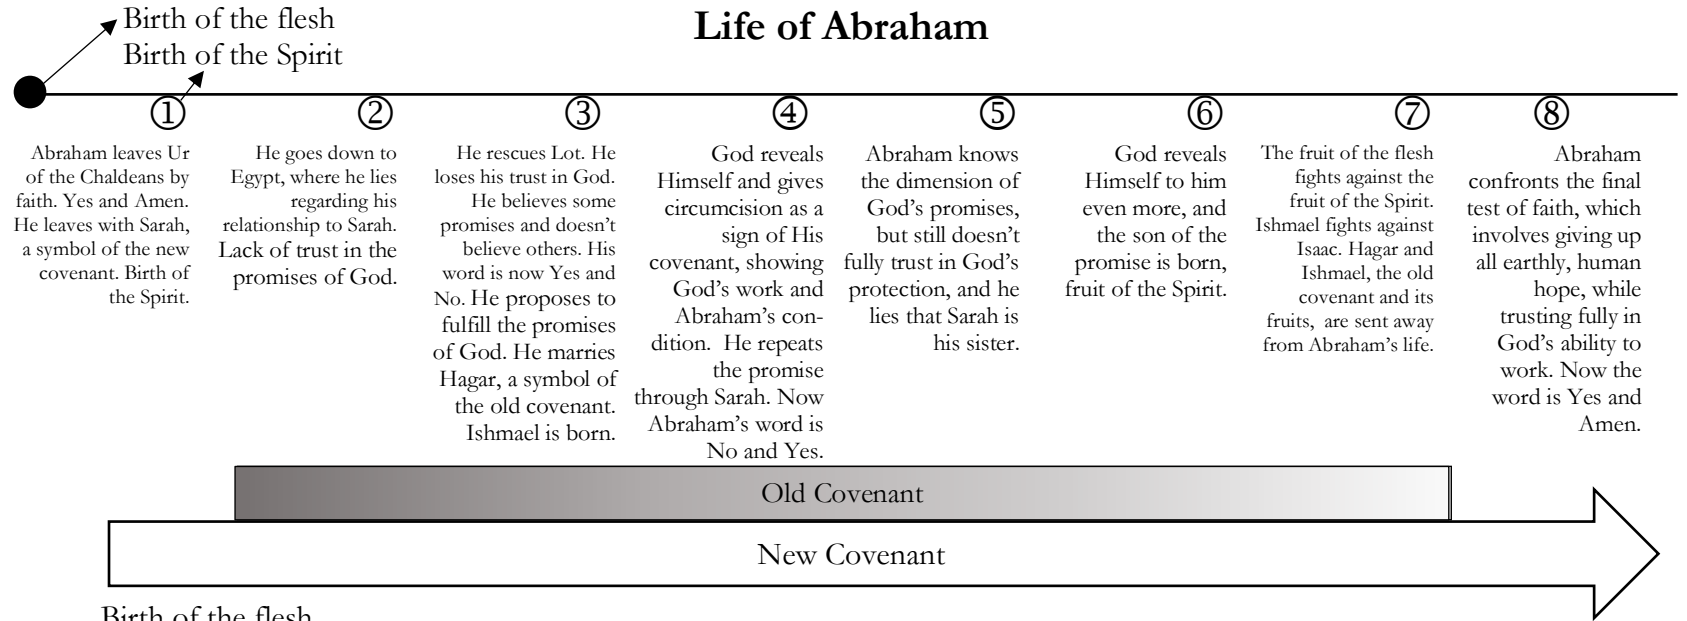 Birth of the flesh
Birth of the Spirit
Life of Abraham
①
Abraham leaves Ur
of the Chaldeans by
faith. Yes and Amen.
He leaves with Sarah,
a symbol of the new
covenant. Birth of
the Spirit.
②
He goes down to
Egypt, where he lies
regarding his
relationship to Sarah.
Lack of trust in the
promises of God.
③
He rescues Lot. He
loses his trust in God.
He believes some
promises and doesn’t
believe others. His
word is now Yes and
No. He proposes to
fulfill the promises
of God. He marries
Hagar, a symbol of
the old covenant.
Ishmael is born.
④
God reveals
Himself and gives
circumcision as a
sign of His
covenant, showing
God’s work and
Abraham’s con-
dition.  He repeats
the promise
through Sarah. Now
Abraham’s word is
No and Yes.
⑤
Abraham knows
the dimension of
God’s promises,
but still doesn’t
fully trust in God’s
protection, and he
lies that Sarah is
his sister.
⑥
God reveals
Himself to him
even more, and
the son of the
promise is born,
fruit of the Spirit.
⑦
The fruit of the flesh
fights against the
fruit of the Spirit.
Ishmael fights against
Isaac. Hagar and
Ishmael, the old
covenant and its
fruits,  are sent away
from Abraham’s life.
⑧
Abraham
confronts the final
test of faith, which
involves giving up
all earthly, human
hope, while
trusting fully in
God’s ability to
work. Now the
word is Yes and
Amen.
Old Covenant
New Covenant
Birth of the flesh